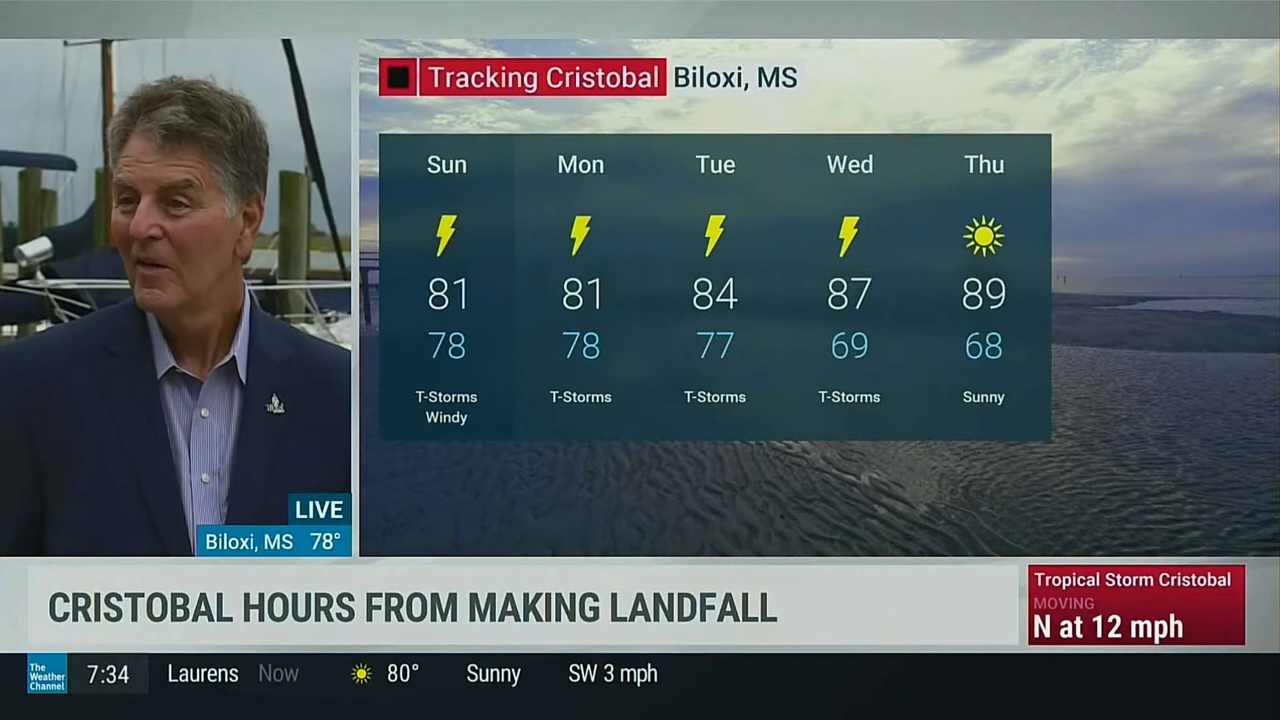 Tracking Cristobal Biloxi, MS
Sun Mon Tue Wed Thu
81 81 84 87 89
78 78 77 69 68
T-Storms T-Storms T-Storms T-Storms Sunny
Windy
LIVE
Biloxi, MS 78°
CRISTOBAL HOURS FROM MAKING LANDFALL
Tropical Storm Cristobal
MOVING
N at 12 mph
The
Weather
Channel
7:34 Laurens Now 80° Sunny SW 3 mph